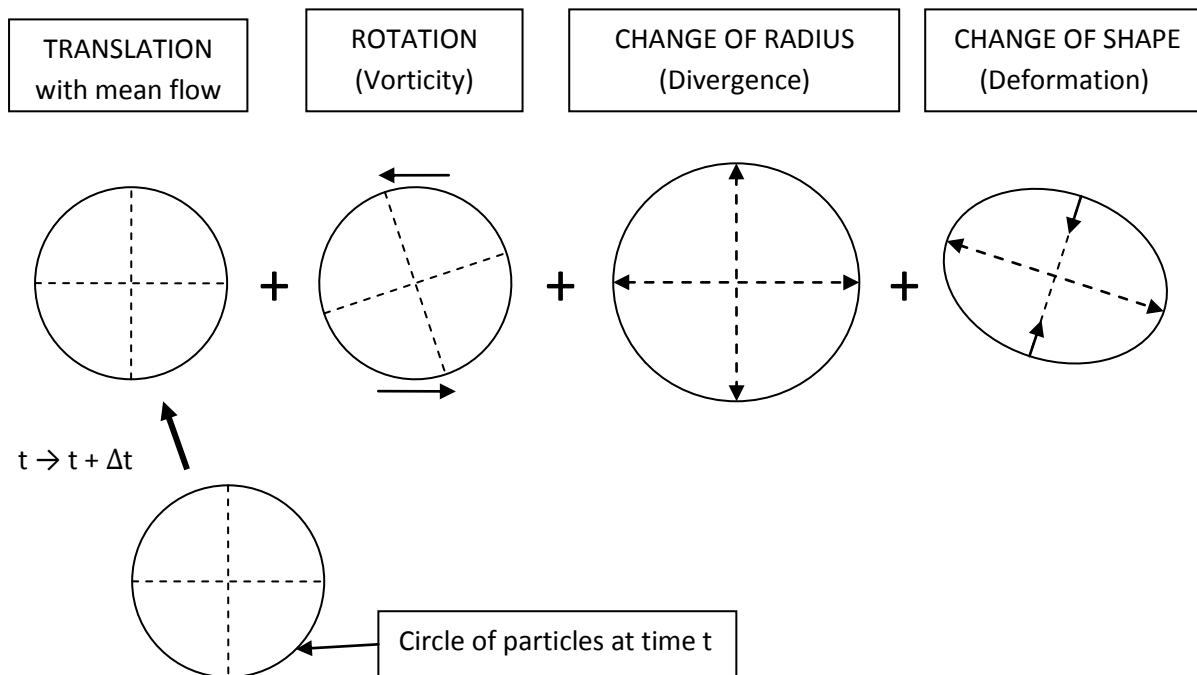 TRANSLATION
with mean flow
ROTATION
(Vorticity)
CHANGE OF RADIUS
(Divergence)
CHANGE OF SHAPE
(Deformation)
+
+
+
t → t + Δt
Circle of particles at time t